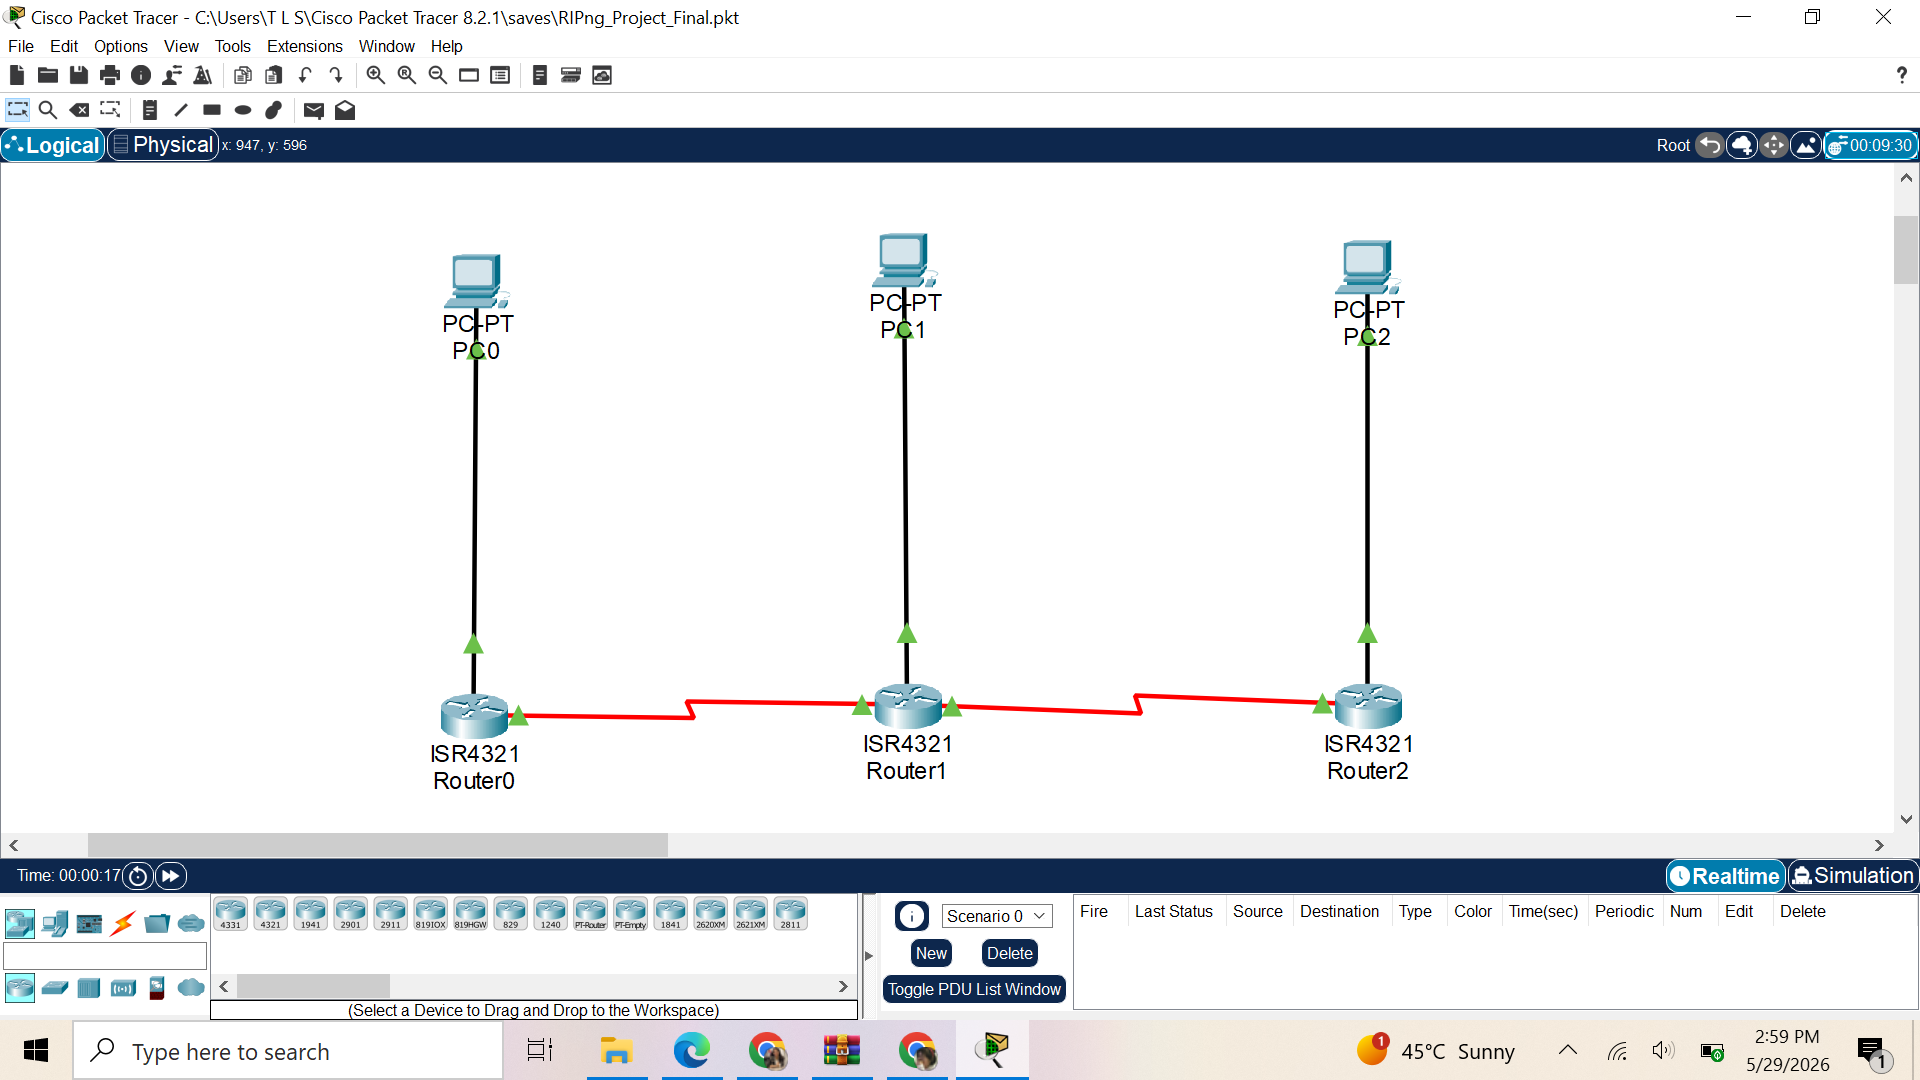 Cisco Packet Tracer - C:\Users\T L S\Cisco Packet Tracer 8.2.1\saves\RIPng_Project_Final.pkt
File Edit Options View Tools Extensions Window Help
?
Logical Physical x: 947, y: 596 Root 00:09:30
PC-PT
PC0
PC-PT
PC1
PC-PT
PC2
ISR4321
Router0
ISR4321
Router1
ISR4321
Router2
Time: 00:00:17 Realtime Simulation
4331 4321 1941 2901 2911 819IOX 819HGW 829 1240 PT-Router PT-Empty 1841 2620XM 2621XM 2811
(Select a Device to Drag and Drop to the Workspace)
Scenario 0
New Delete
Toggle PDU List Window
Fire Last Status Source Destination Type Color Time(sec) Periodic Num Edit Delete
Type here to search
1 45°C Sunny
2:59 PM
5/29/2026
1